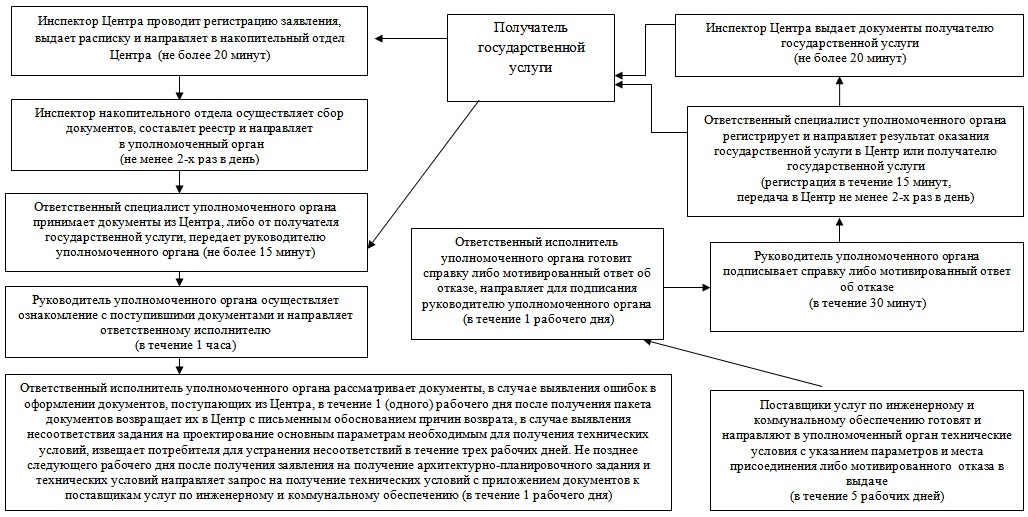 Инспектор Центра проводит регистрацию заявления,
выдает расписку и направляет в накопительный отдел
Центра (не более 20 минут)
Получатель
государственной
услуги
Инспектор Центра выдает документы получателю
государственной услуги
(не более 20 минут)
Инспектор накопительного отдела осуществляет сбор
документов, составлет реестр и направляет
в уполномоченный орган
(не менее 2-х раз в день)
Ответственный специалист уполномоченного органа
регистрирует и направляет результат оказания
государственной услуги в Центр или получателю
государственной услуги
(регистрация в течение 15 минут,
передача в Центр не менее 2-х раз в день)
Ответственный специалист уполномоченного органа
принимает документы из Центра, либо от получателя
государственной услуги, передает руководителю
уполномоченного органа (не более 15 минут)
Ответственный исполнитель
уполномоченного органа готовит
справку либо мотивированный ответ об
отказе, направляет для подписания
руководителю уполномоченного органа
(в течение 1 рабочего дня)
Руководитель уполномоченного органа
подписывает справку либо мотивированный ответ
об отказе
(в течение 30 минут)
Руководитель уполномоченного органа осуществляет
ознакомление с поступившими документами и направляет
ответственному исполнителю
(в течение 1 часа)
Ответственный исполнитель уполномоченного органа рассматривает документы, в случае выявления ошибок в
оформлении документов, поступающих из Центра, в течение 1 (одного) рабочего дня после получения пакета
документов возвращает их в Центр с письменным обоснованием причин возврата, в случае выявления
несоответствия задания на проектирование основным параметрам необходимым для получения технических
условий, извещает потребителя для устранения несоответствий в течение трех рабочих дней. Не позднее
следующего рабочего дня после получения заявления на получение архитектурно-планировочного задания и
технических условий направляет запрос на получение технических условий с приложением документов к
поставщикам услуг по инженерному и коммунальному обеспечению (в течение 1 рабочего дня)
Поставщики услуг по инженерному и
коммунальному обеспечению готовят и
направляют в уполномоченный орган технические
условия с указанием параметров и места
присоединения либо мотивированного отказа в
выдаче
(в течение 5 рабочих дней)